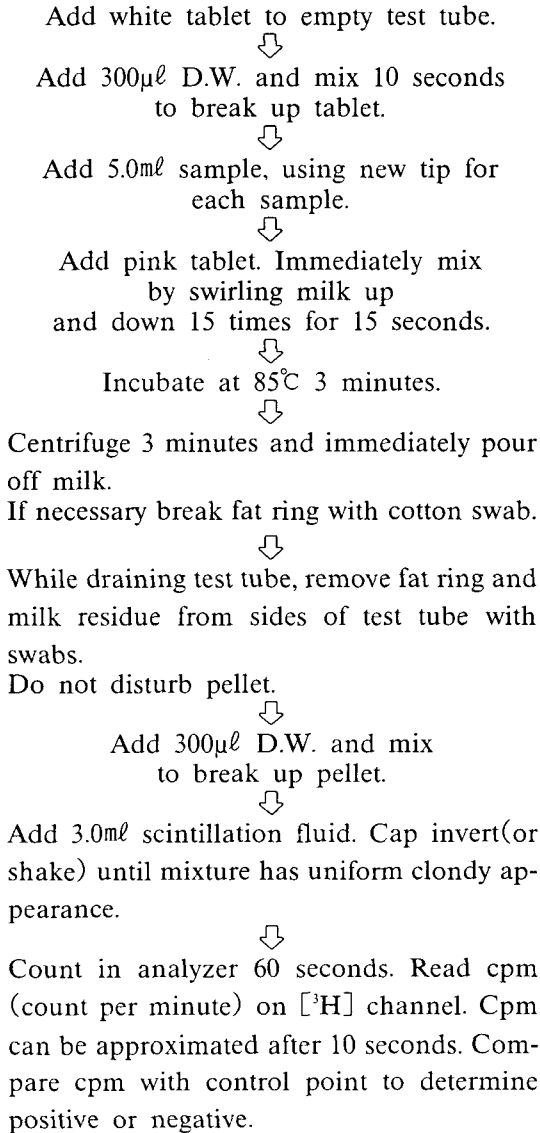 Add white tablet to empty test tube.
⇩
Add 300µℓ D.W. and mix 10 seconds
to break up tablet.
⇩
Add 5.0mℓ sample, using new tip for
each sample.
⇩
Add pink tablet. Immediately mix
by swirling milk up
and down 15 times for 15 seconds.
⇩
Incubate at 85℃ 3 minutes.
⇩
Centrifuge 3 minutes and immediately pour
off milk.
If necessary break fat ring with cotton swab.
⇩
While draining test tube, remove fat ring and
milk residue from sides of test tube with
swabs.
Do not disturb pellet.
⇩
Add 300µℓ D.W. and mix
to break up pellet.
⇩
Add 3.0mℓ scintillation fluid. Cap invert(or
shake) until mixture has uniform clondy ap-
pearance.
⇩
Count in analyzer 60 seconds. Read cpm
(count per minute) on [³H] channel. Cpm
can be approximated after 10 seconds. Com-
pare cpm with control point to determine
positive or negative.